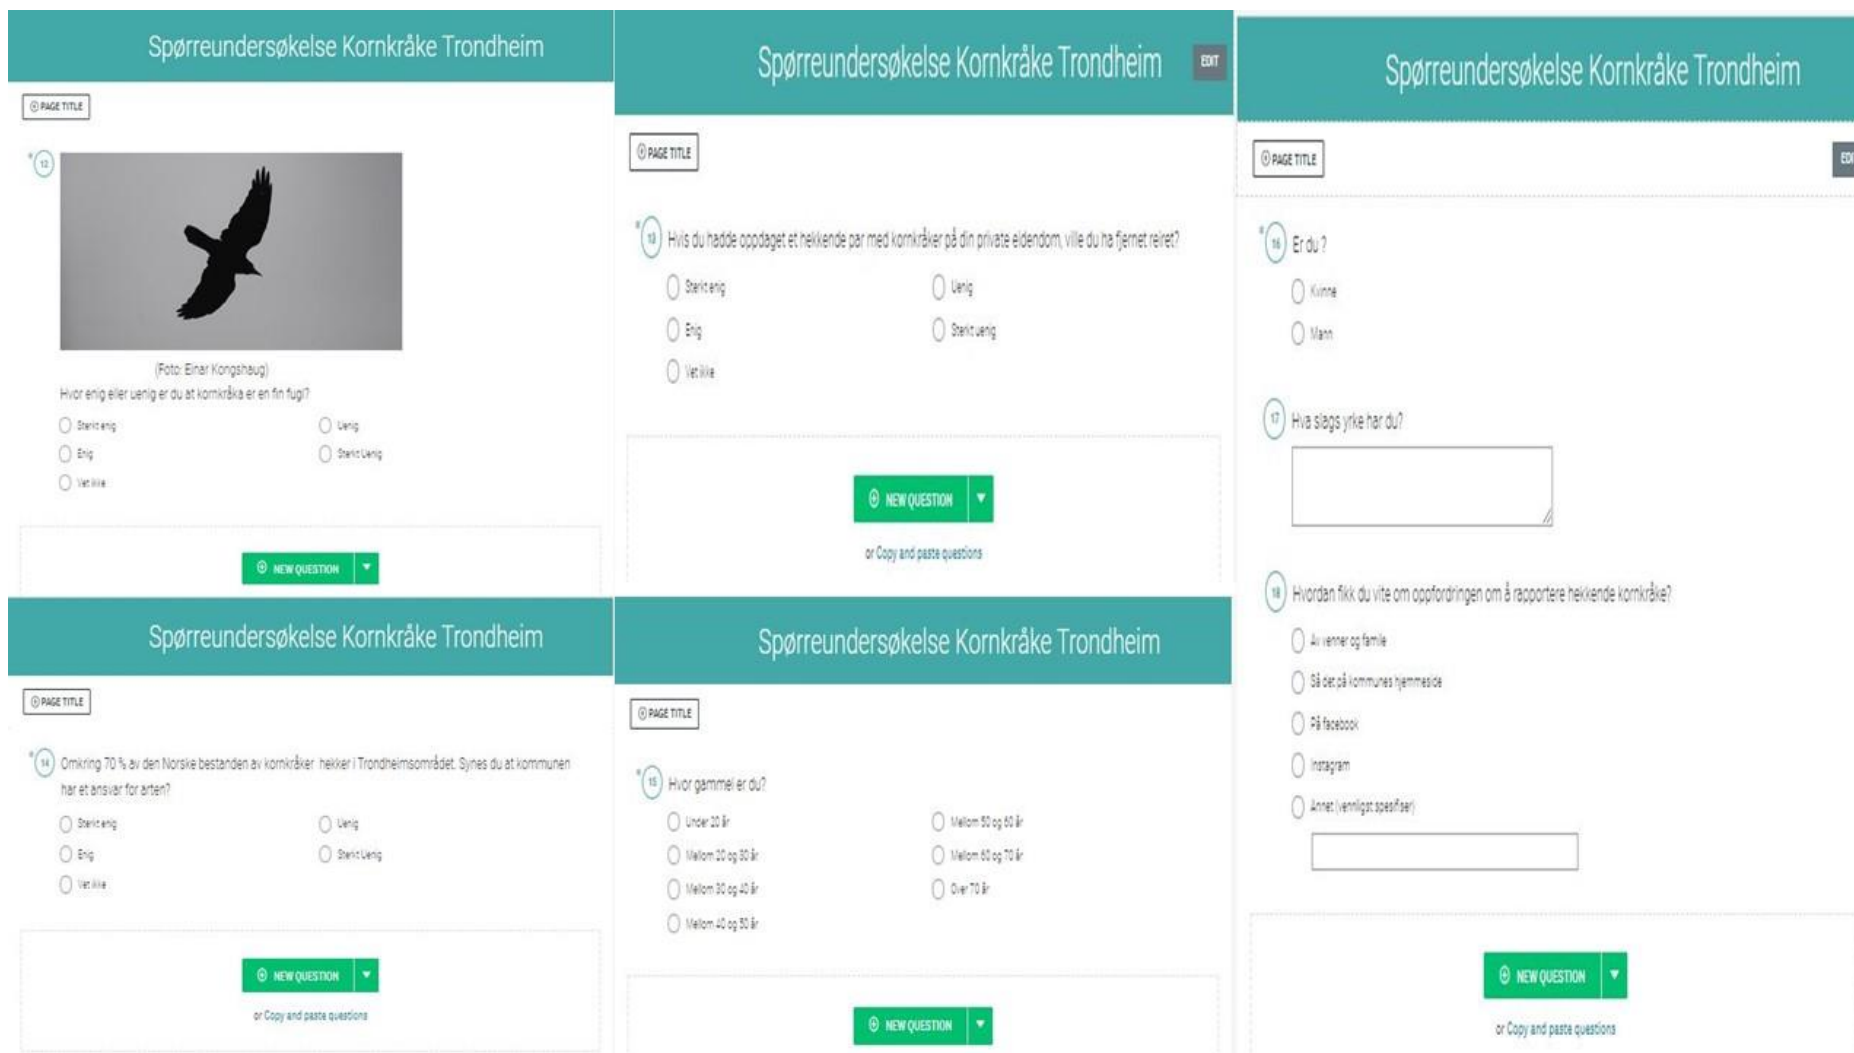 Spørreundersøkelse Kornkråke Trondheim
PAGE TITLE
* 12
(Foto: Einar Kongshaug)
Hvor enig eller uenig er du at kornkråka er en fin fugl?
Sterkt enig
Uenig
Enig
Sterkt Uenig
Vet ikke
NEW QUESTION
Spørreundersøkelse Kornkråke Trondheim
EDIT
PAGE TITLE
* 13 Hvis du hadde oppdaget et hekkende par med kornkråker på din private eidendom, ville du ha fjernet reiret?
Sterkt enig
Uenig
Enig
Sterkt uenig
Vet ikke
NEW QUESTION
or Copy and paste questions
Spørreundersøkelse Kornkråke Trondheim
PAGE TITLE
* 14 Omkring 70 % av den Norske bestanden av kornkråker hekker i Trondheimsområdet. Synes du at kommunen
har et ansvar for arten?
Sterkt enig
Uenig
Enig
Sterkt Uenig
Vet ikke
NEW QUESTION
or Copy and paste questions
Spørreundersøkelse Kornkråke Trondheim
PAGE TITLE
* 15 Hvor gammel er du?
Under 20 år
Mellom 50 og 60 år
Mellom 20 og 30 år
Mellom 60 og 70 år
Mellom 30 og 40 år
Over 70 år
Mellom 40 og 50 år
NEW QUESTION
Spørreundersøkelse Kornkråke Trondheim
PAGE TITLE
EDI
* 16 Er du ?
Kvinne
Mann
17 Hva slags yrke har du?
18 Hvordan fikk du vite om oppfordringen om å rapportere hekkende kornkråke?
Av venner og famile
Så det på kommunes hjemmeside
På facebook
Instagram
Annet (vennligst spesifiser)
NEW QUESTION
or Copy and paste questions